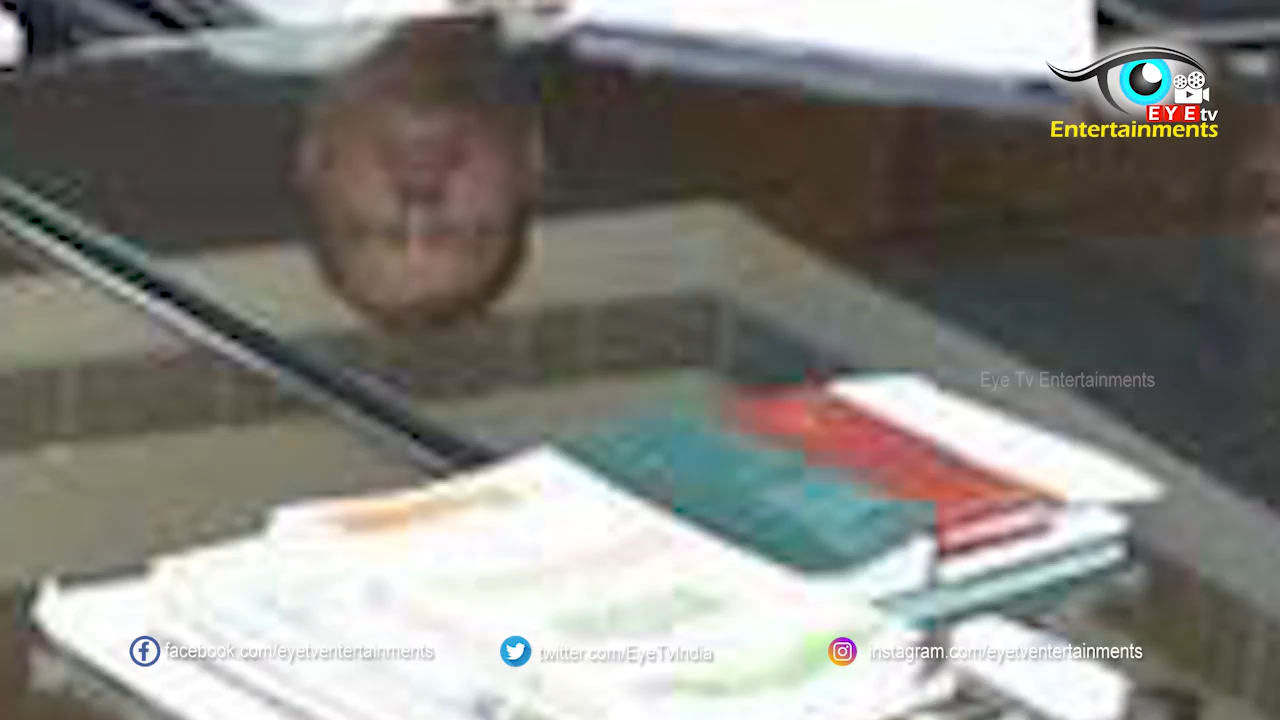 EYE tv
Entertainments
Eye Tv Entertainments
facebook.com/eyetventertainments
twitter.com/EyeTvIndia
instagram.com/eyetventertainments